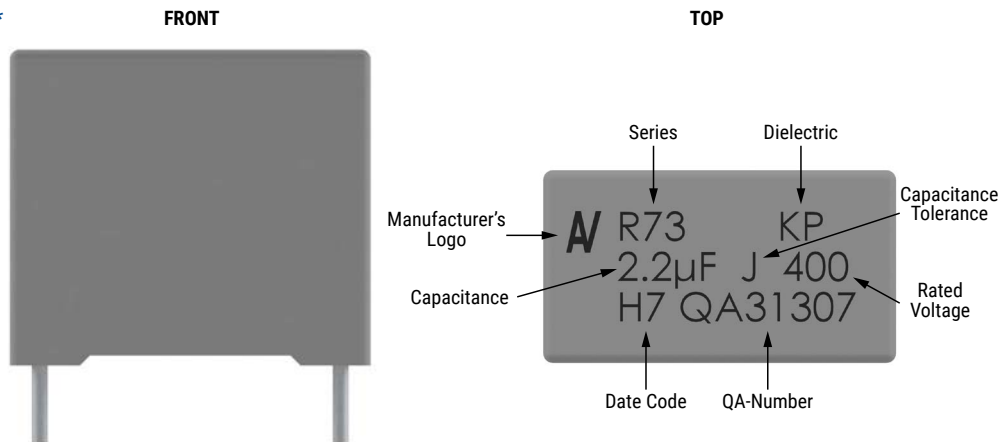 *
FRONT
TOP
Series
Dielectric
Capacitance
Tolerance
Manufacturer's
Logo
R73 KP
2.2µF J 400
H7 QA31307
Capacitance
Rated
Voltage
Date Code
QA-Number